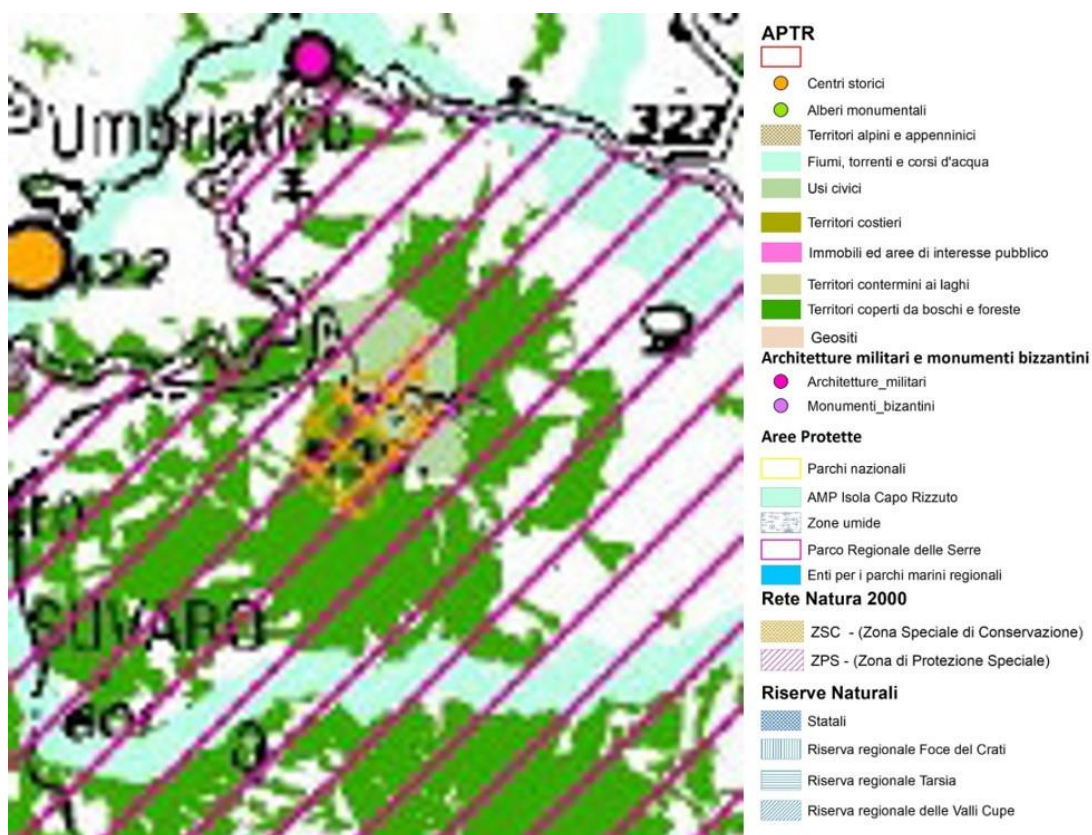 Umbriatico
327
422
SUVARO
APTR
Centri storici
Alberi monumentali
Territori alpini e appenninici
Fiumi, torrenti e corsi d'acqua
Usi civici
Territori costieri
Immobili ed aree di interesse pubblico
Territori contermini ai laghi
Territori coperti da boschi e foreste
Geositi
Architetture militari e monumenti bizzantini
Architetture_militari
Monumenti_bizantini
Aree Protette
Parchi nazionali
AMP Isola Capo Rizzuto
Zone umide
Parco Regionale delle Serre
Enti per i parchi marini regionali
Rete Natura 2000
ZSC - (Zona Speciale di Conservazione)
ZPS - (Zona di Protezione Speciale)
Riserve Naturali
Statali
Riserva regionale Foce del Crati
Riserva regionale Tarsia
Riserva regionale delle Valli Cupe